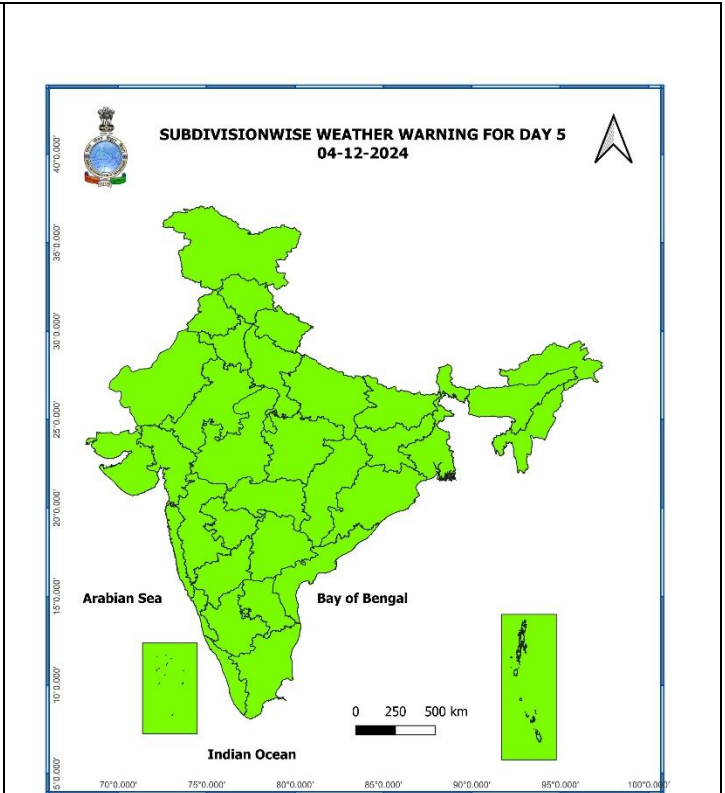 SUBDIVISIONWISE WEATHER WARNING FOR DAY 5
04-12-2024
40°0.000'
35°0.000'
30°0.000'
25°0.000'
20°0.000'
15°0.000'
10°0.000'
5°0.000'
Arabian Sea
Bay of Bengal
0 250 500 km
Indian Ocean
70°0.000' 75°0.000' 80°0.000' 85°0.000' 90°0.000' 95°0.000' 100°0.000'